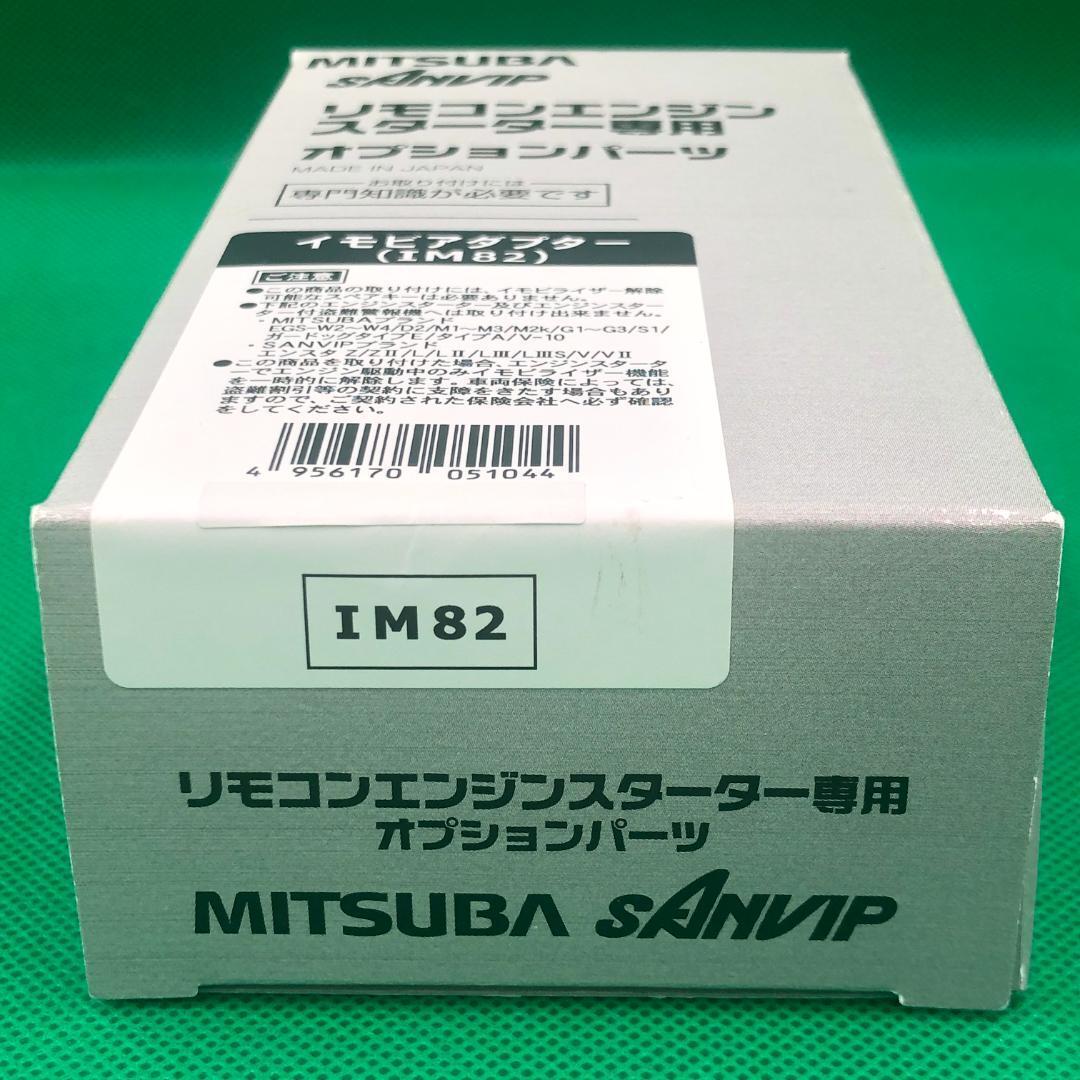 MITSUBA
SANVIP
リモコンエンジン
スターター専用
オプションパーツ
MADE IN JAPAN
お取り付けには
専門知識が必要です
イモビアダプター
(IM82)
ご注意
●この商品の取り付けには、イモビライザー解除
可能なスペアキーは必要ありません。
●下記のエンジンスターター及びエンジンスター
ター付盗難警報機へは取り付け出来ません。
・MITSUBAブランド
EGS-W2～W4/D2/M1～M3/M2k/G1～G3/S1/
ガードッグタイプE/タイプA/V-10
・SANVIPブランド
エンスタ Z/ZⅡ/L/LⅡ/LⅢ/LⅢS/V/VⅡ
●この商品を取り付けた場合、エンジンスタータ
ーでエンジン駆動中のみイモビライザー機能
を一時的に解除します。車両保険によっては、
盗難割引等の契約に支障をきたす場合もあり
ますので、ご契約された保険会社へ必ず確認
をしてください。
4 956170 051044
IM82
リモコンエンジンスターター専用
オプションパーツ
MITSUBA SANVIP